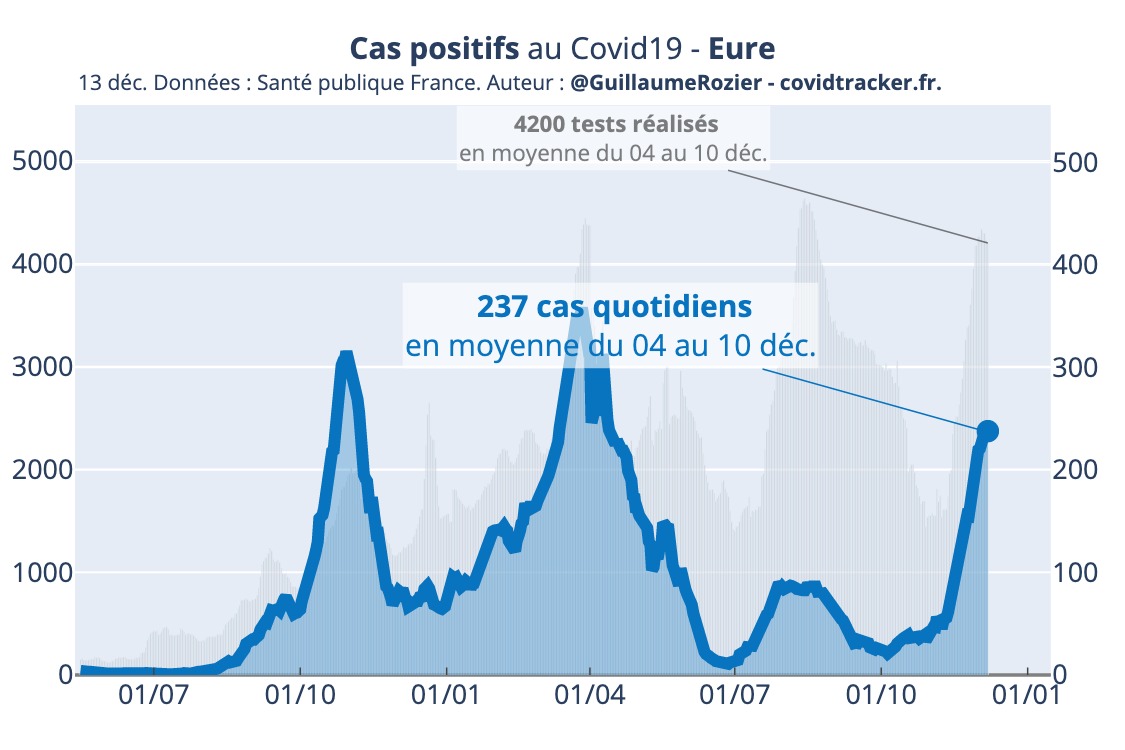 Cas positifs au Covid19 - Eure
13 déc. Données : Santé publique France. Auteur : @GuillaumeRozier - covidtracker.fr.
4200 tests réalisés
en moyenne du 04 au 10 déc.
237 cas quotidiens
en moyenne du 04 au 10 déc.
5000 500
4000 400
3000 300
2000 200
1000 100
0 0
01/07 01/10 01/01 01/04 01/07 01/10 01/01